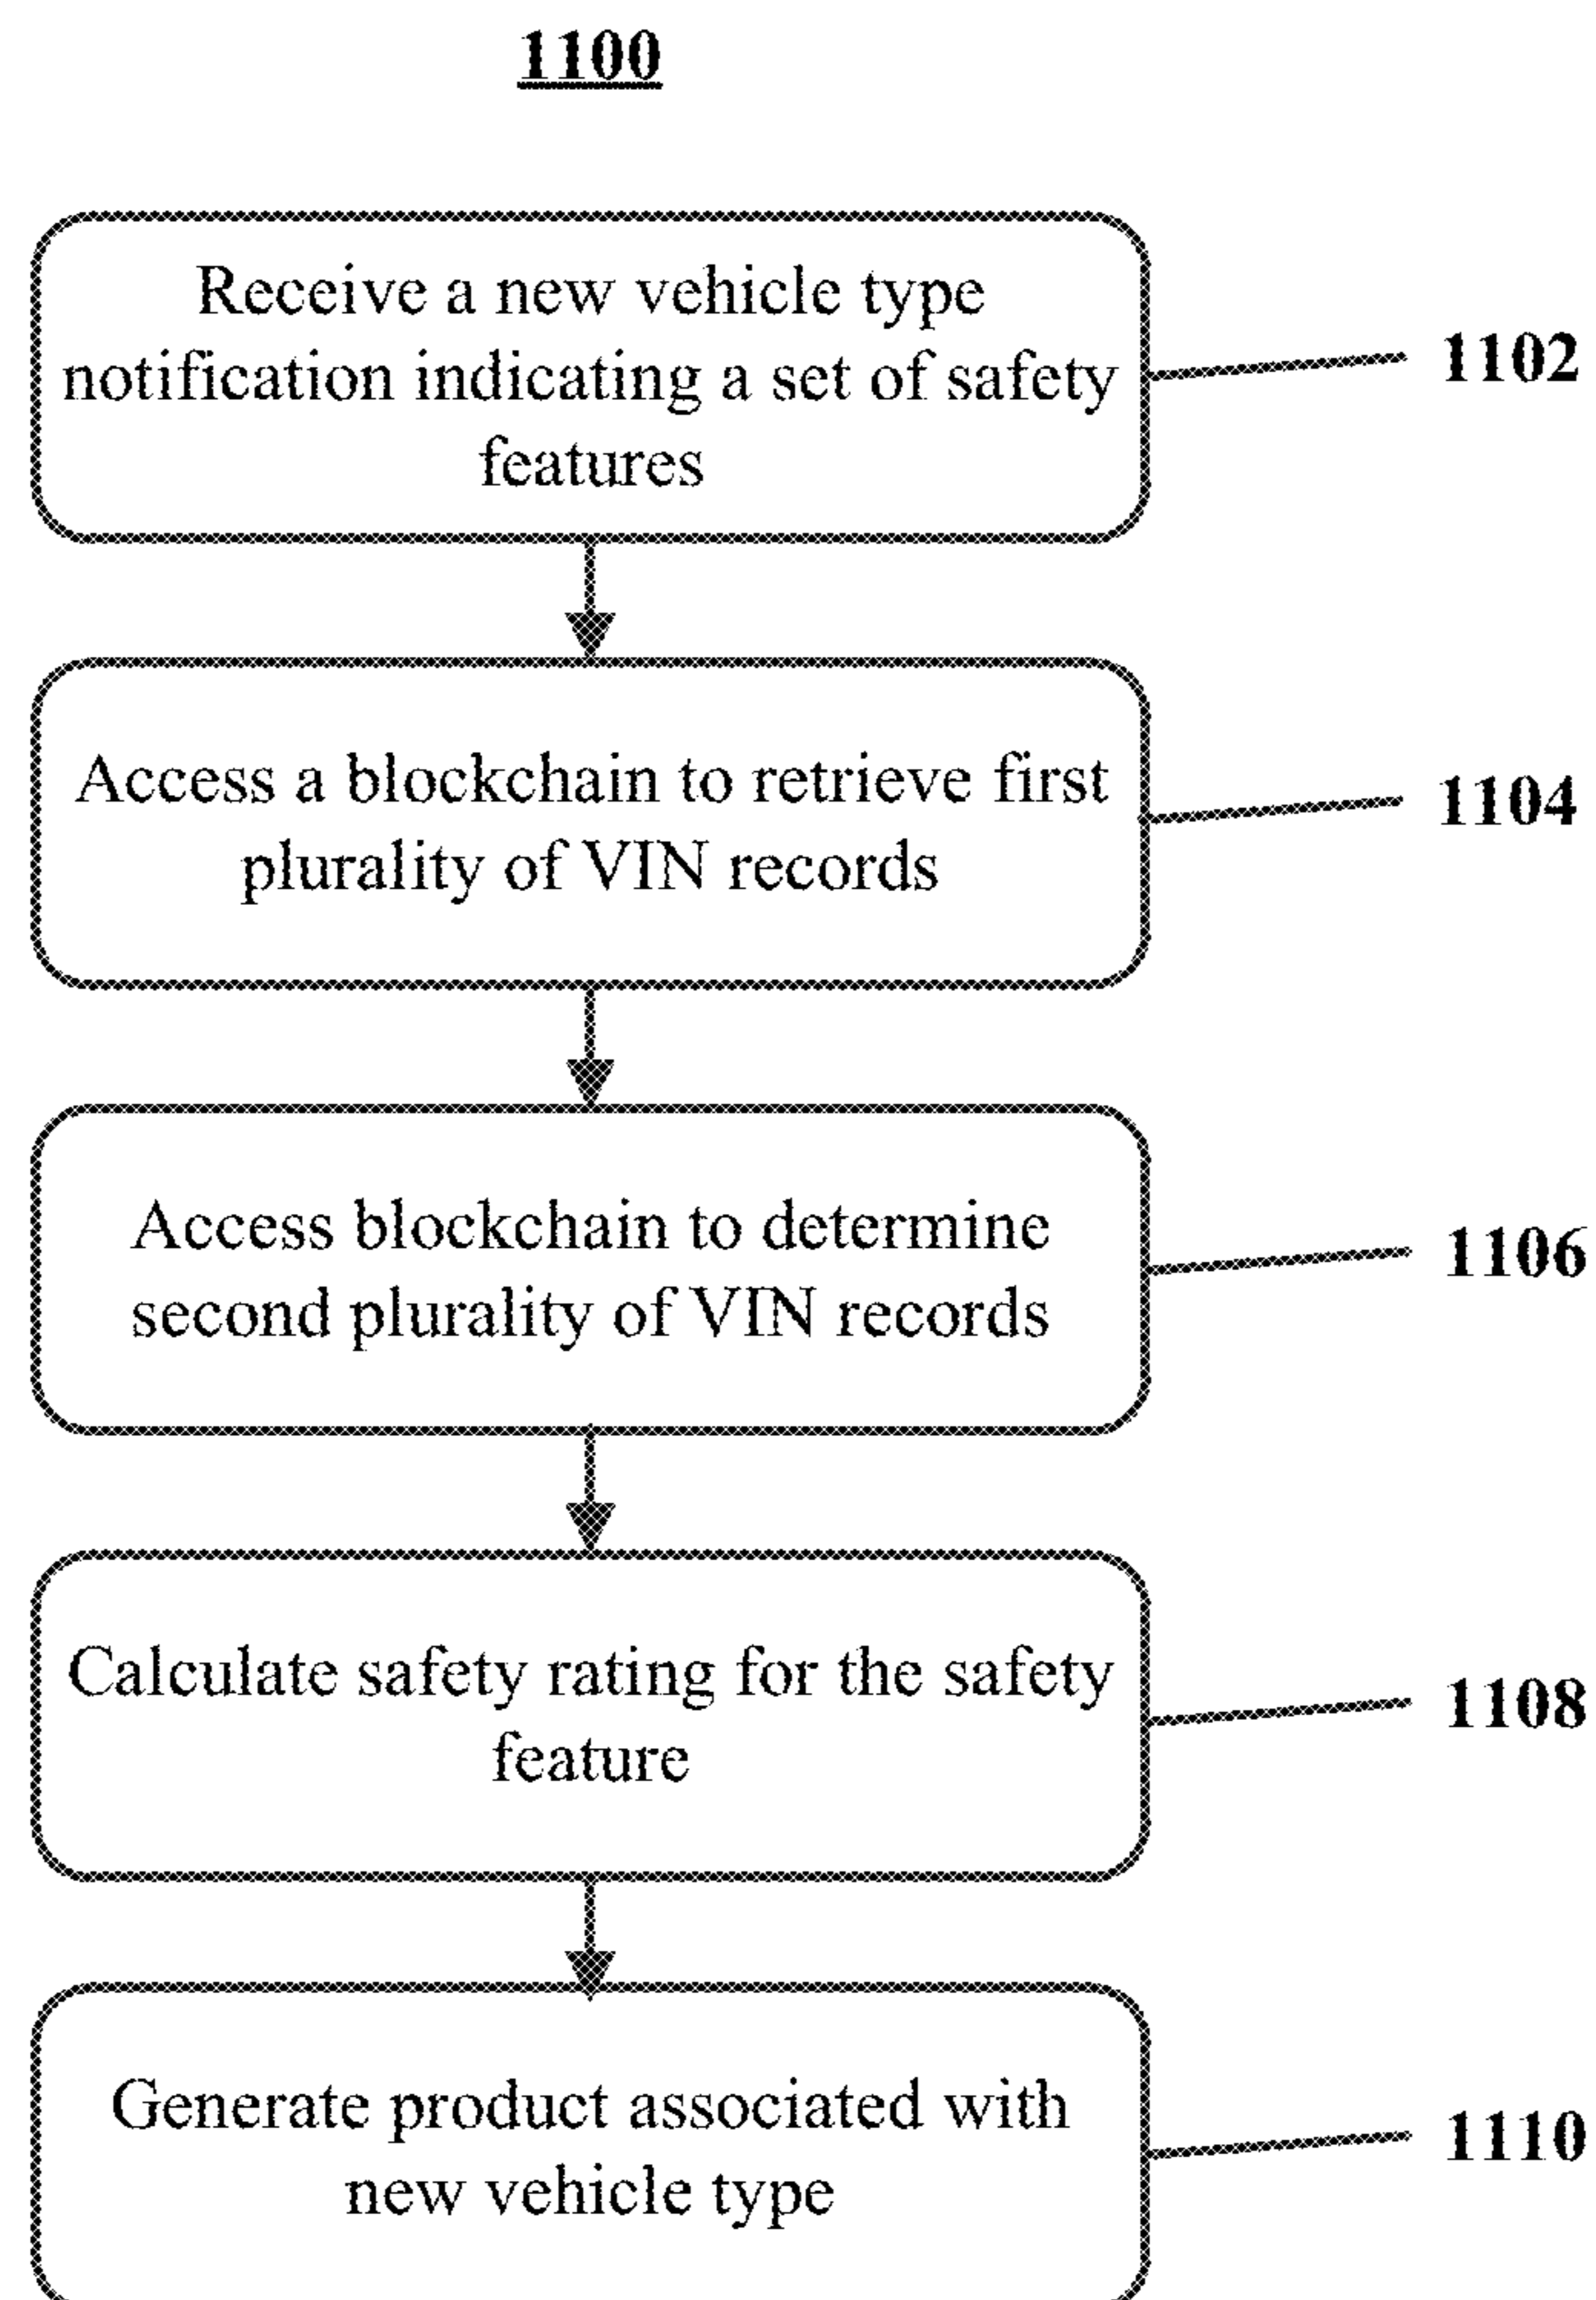 1100
Receive a new vehicle type
notification indicating a set of safety
features
1102
Access a blockchain to retrieve first
plurality of VIN records
1104
Access blockchain to determine
second plurality of VIN records
1106
Calculate safety rating for the safety
feature
1108
Generate product associated with
new vehicle type
1110